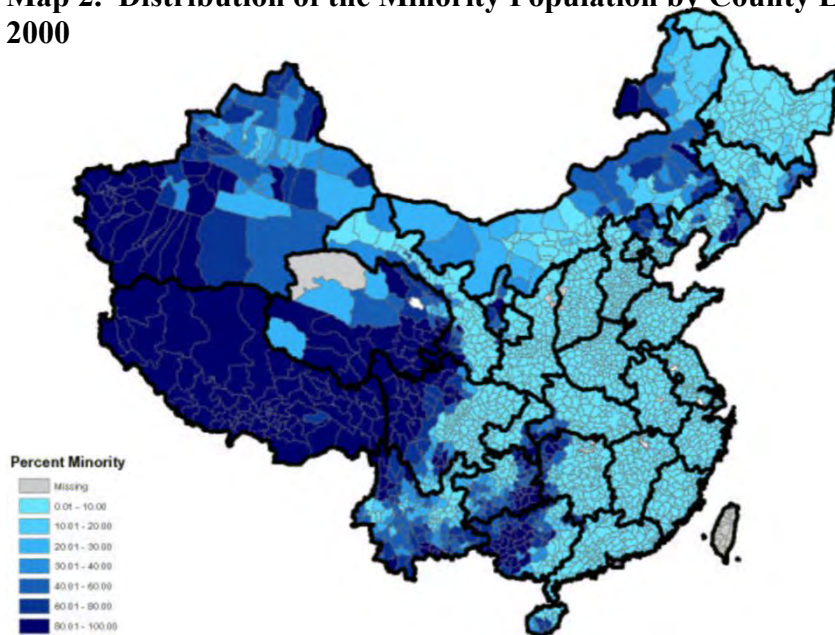 Map 2. Distribution of the Minority Population by County
2000
Percent Minority
Missing
0.01 - 10.00
10.01 - 20.00
20.01 - 30.00
30.01 - 40.00
40.01 - 60.00
60.01 - 80.00
80.01 - 100.00